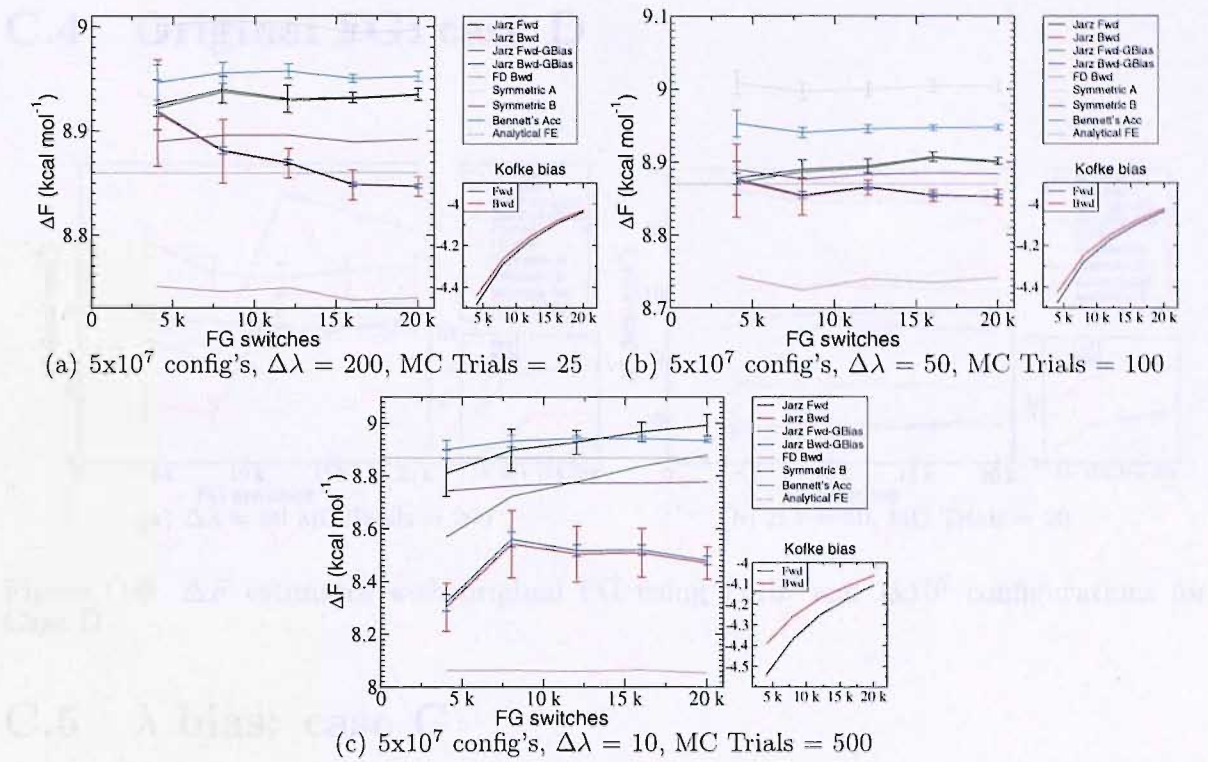 9
8.9
8.8
ΔF (kcal mol⁻¹)
0
5 k
10 k
15 k
20 k
FG switches
Jarz Fwd
Jarz Bwd
Jarz Fwd-GBias
Jarz Bwd-GBias
FD Bwd
Symmetric A
Symmetric B
Bennett's Acc
Analytical FE
Kofke bias
Fwd
Bwd
-4
-4.2
-4.4
5 k 10 k 15 k 20 k
(a) 5x10⁷ config's, Δλ = 200, MC Trials = 25
9.1
9
8.9
8.8
8.7
ΔF (kcal mol⁻¹)
0
5 k
10 k
15 k
20 k
FG switches
Jarz Fwd
Jarz Bwd
Jarz Fwd-GBias
Jarz Bwd-GBias
FD Bwd
Symmetric A
Symmetric B
Bennett's Acc
Analytical FE
Kofke bias
Fwd
Bwd
-4
-4.2
-4.4
5 k 10 k 15 k 20 k
(b) 5x10⁷ config's, Δλ = 50, MC Trials = 100
9
8.8
8.6
8.4
8.2
8
ΔF (kcal mol⁻¹)
0
5 k
10 k
15 k
20 k
FG switches
Jarz Fwd
Jarz Bwd
Jarz Fwd-GBias
Jarz Bwd-GBias
FD Bwd
Symmetric B
Bennett's Acc
Analytical FE
Kofke bias
Fwd
Bwd
-4
-4.1
-4.2
-4.3
-4.4
-4.5
5 k 10 k 15 k 20 k
(c) 5x10⁷ config's, Δλ = 10, MC Trials = 500